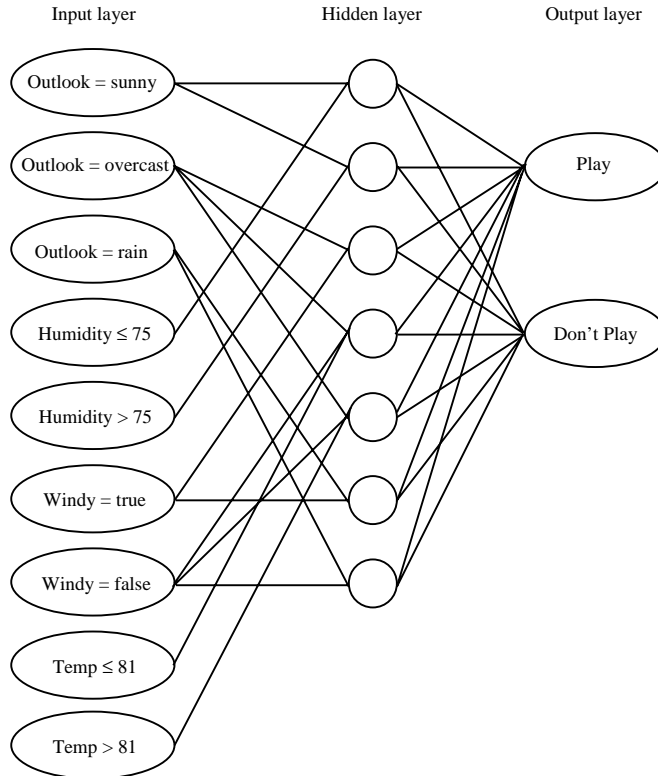 Input layer
Hidden layer
Output layer
Outlook = sunny
Outlook = overcast
Outlook = rain
Humidity ≤ 75
Humidity > 75
Windy = true
Windy = false
Temp ≤ 81
Temp > 81
Play
Don’t Play